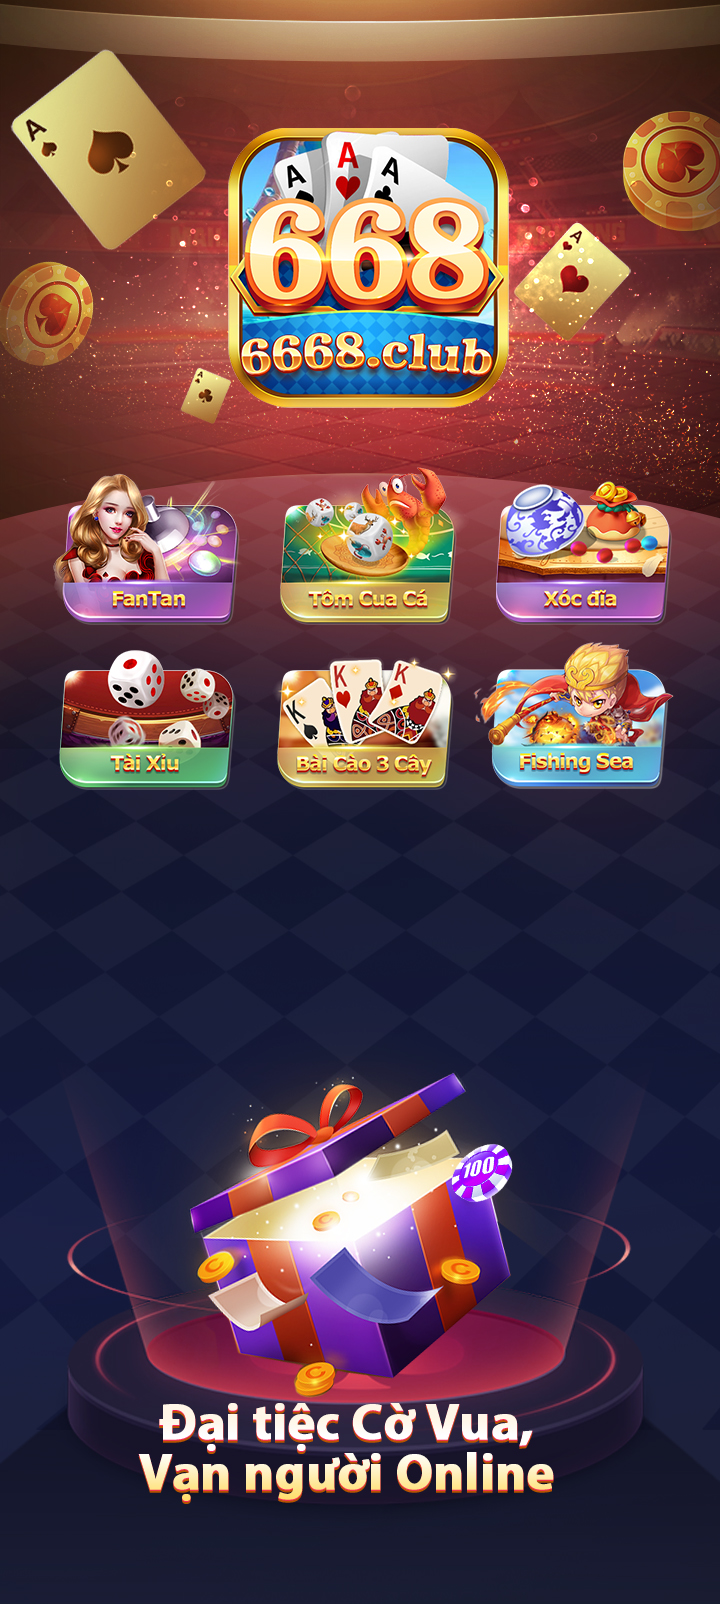 A
A
A
A
668
6668.club
A
A
FanTan
Tôm Cua Cá
Xóc đĩa
K
K
K
Tài Xỉu
Bài Cào 3 Cây
Fishing Sea
100
Đại tiệc Cờ Vua,
Vạn người Online